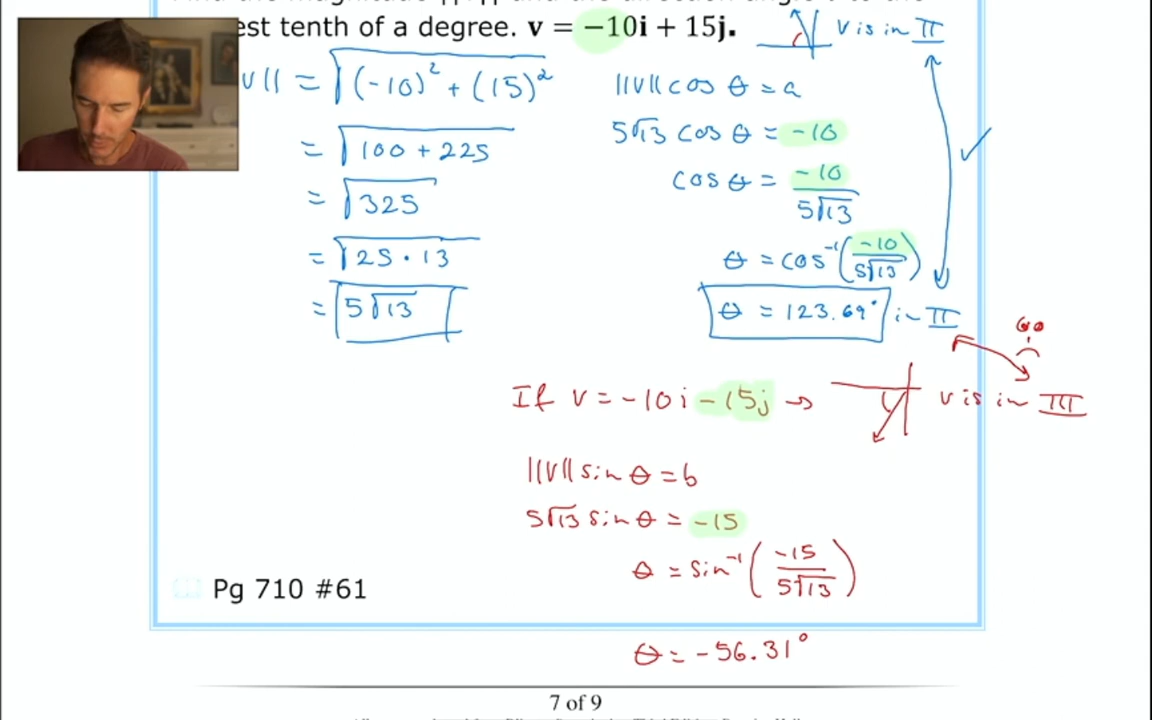 est tenth of a degree. v = −10i + 15j.
v is in II
v|| = √(-10)² + (15)²
= √100 + 225
= √325
= √25 · 13
= 5√13
||v|| cos θ = a
5√13 cos θ = -10
cos θ = -10/5√13
θ = cos⁻¹(-10/5√13)
θ = 123.69° in II
If v = -10i - 15j → v is in III
||v|| sin θ = b
5√13 sin θ = -15
θ = sin⁻¹(-15/5√13)
θ = -56.31°
Pg 710 #61
7 of 9